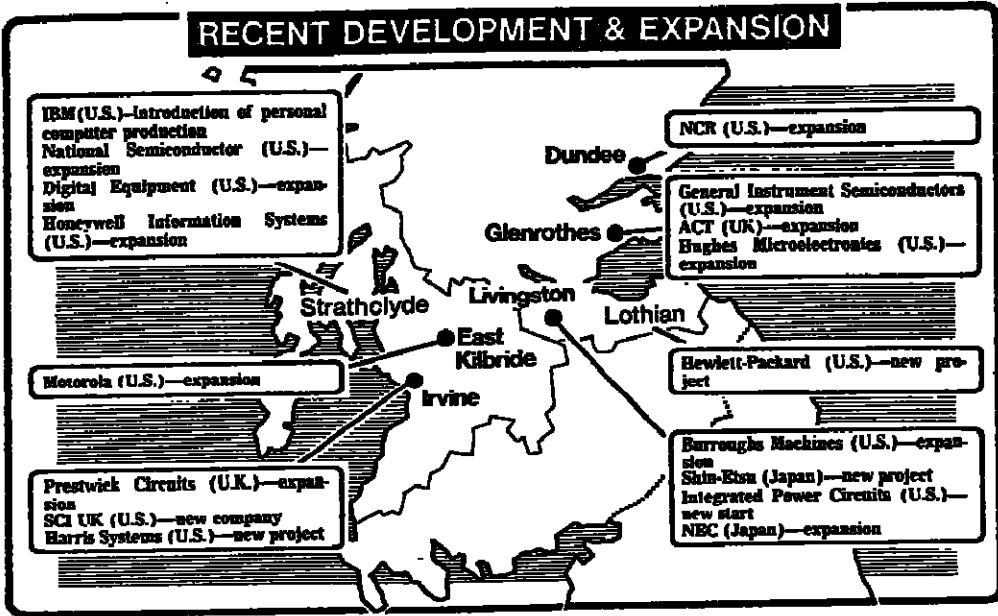 RECENT DEVELOPMENT & EXPANSION
IBM (U.S.)—introduction of personal
computer production
National Semiconductor (U.S.)—
expansion
Digital Equipment (U.S.)—expan-
sion
Honeywell Information Systems
(U.S.)—expansion
NCR (U.S.)—expansion
Dundee
General Instrument Semiconductors
(U.S.)—expansion
ACT (UK)—expansion
Hughes Microelectronics (U.S.)—
expansion
Glenrothes
Strathclyde
Livingston
Lothian
East
Kilbride
Motorola (U.S.)—expansion
Hewlett-Packard (U.S.)—new pro-
ject
Irvine
Prestwick Circuits (U.K.)—expan-
sion
SCI UK (U.S.)—new company
Harris Systems (U.S.)—new project
Burroughs Machines (U.S.)—expan-
sion
Shin-Etsu (Japan)—new project
Integrated Power Circuits (U.S.)—
new start
NEC (Japan)—expansion